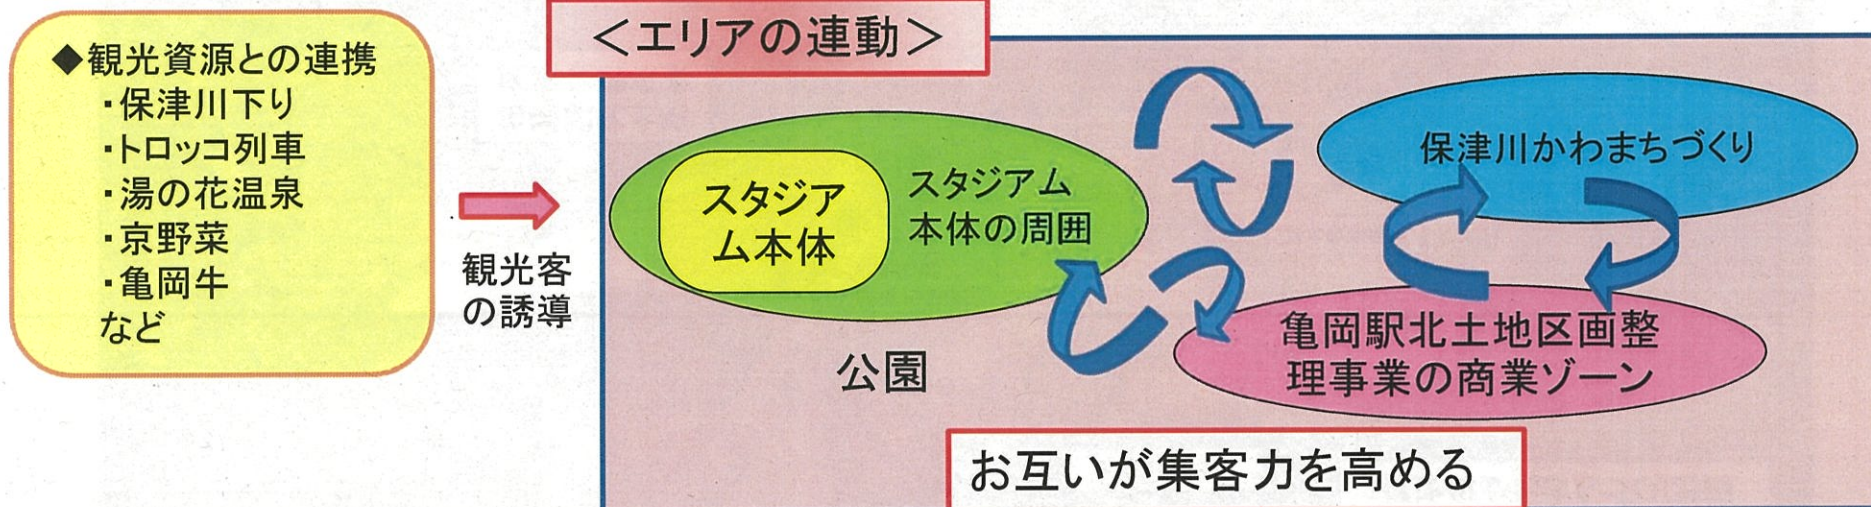 ◆観光資源との連携
・保津川下り
・トロッコ列車
・湯の花温泉
・京野菜
・亀岡牛
など
観光客
の誘導
＜エリアの連動＞
スタジア
ム本体
スタジアム
本体の周囲
保津川かわまちづくり
亀岡駅北土地区画整
理事業の商業ゾーン
公園
お互いが集客力を高める